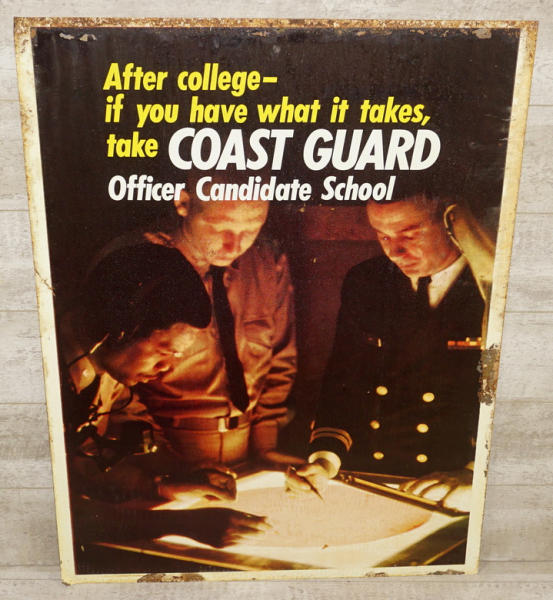 After college–
if you have what it takes,
take COAST GUARD
Officer Candidate School